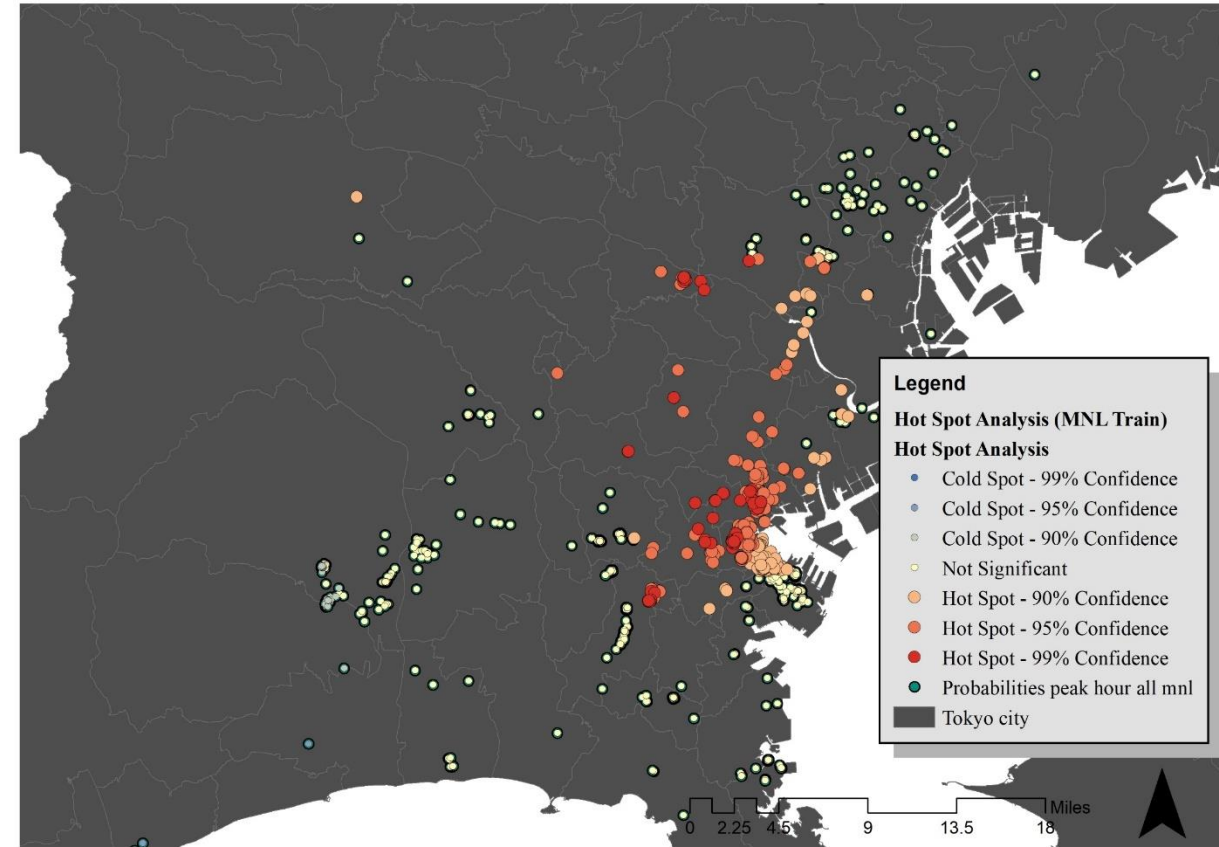 Legend
Hot Spot Analysis (MNL Train)
Hot Spot Analysis
Cold Spot - 99% Confidence
Cold Spot - 95% Confidence
Cold Spot - 90% Confidence
Not Significant
Hot Spot - 90% Confidence
Hot Spot - 95% Confidence
Hot Spot - 99% Confidence
Probabilities peak hour all mnl
Tokyo city
Miles
0 2.25 4.5 9 13.5 18